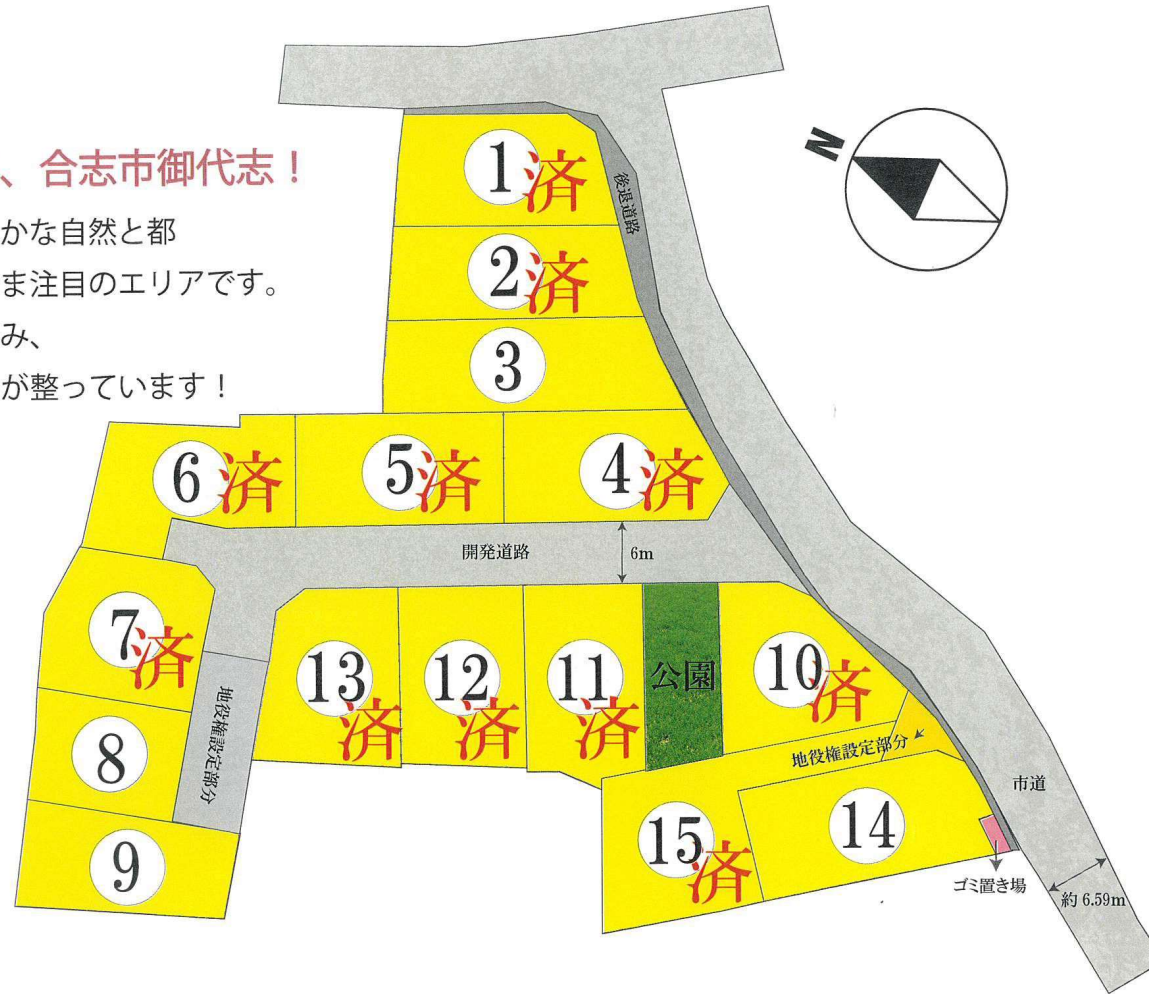 、合志市御代志！
かな自然と都
ま注目のエリアです。
み、
が整っています！
N
1済
後退道路
2済
3
6済
5済
4済
開発道路
6m
7済
13済
12済
11済
公園
10済
8
地役権設定部分
地役権設定部分
9
15済
14
市道
ゴミ置き場
約 6.59m